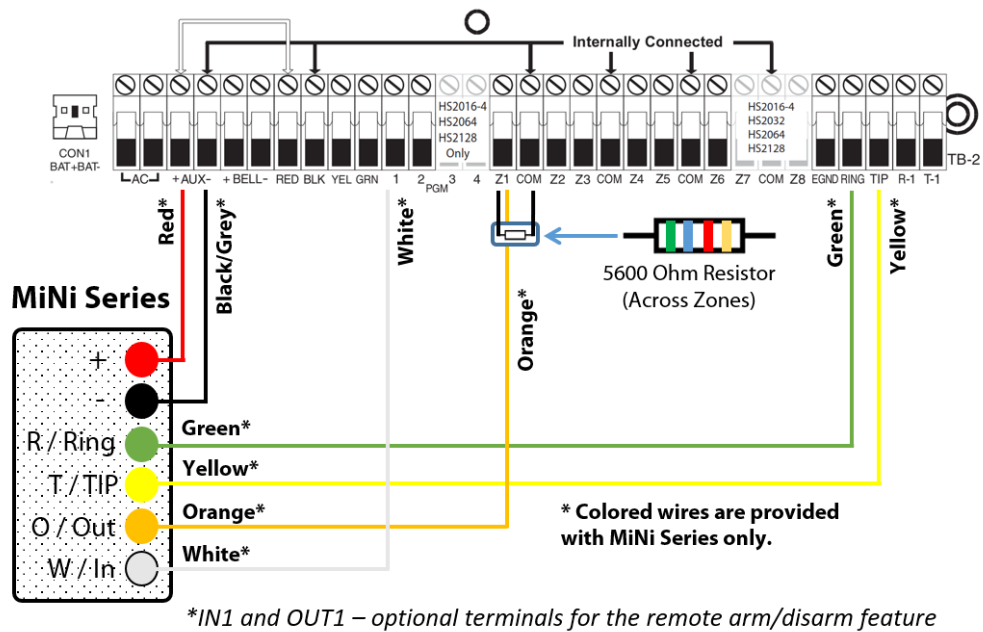 Internally Connected
HS2016-4
HS2064
HS2128
Only
HS2016-4
HS2032
HS2064
HS2128
CON1
BAT+BAT-
TB-2
AC +AUX- +BELL- RED BLK YEL GRN 1 2 PGM 3 4 Z1 COM Z2 Z3 COM Z4 Z5 COM Z6 Z7 COM Z8 EGND RING TIP R-1 T-1
Red*
Black/Grey*
White*
Orange*
Green*
Yellow*
5600 Ohm Resistor
(Across Zones)
MiNi Series
+
-
R / Ring
Green*
T / TIP
Yellow*
O / Out
Orange*
W / In
White*
* Colored wires are provided
with MiNi Series only.
*IN1 and OUT1 – optional terminals for the remote arm/disarm feature